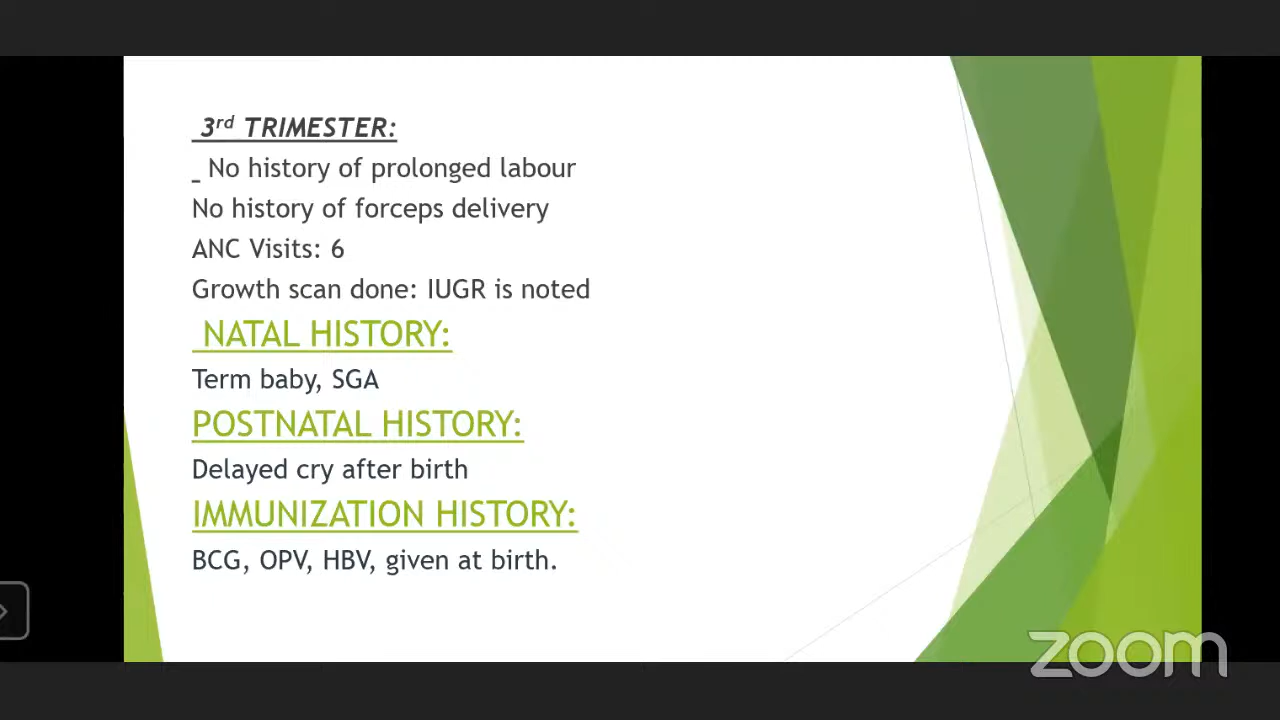 3rd TRIMESTER:
_ No history of prolonged labour
No history of forceps delivery
ANC Visits: 6
Growth scan done: IUGR is noted
NATAL HISTORY:
Term baby, SGA
POSTNATAL HISTORY:
Delayed cry after birth
IMMUNIZATION HISTORY:
BCG, OPV, HBV, given at birth.
zoom